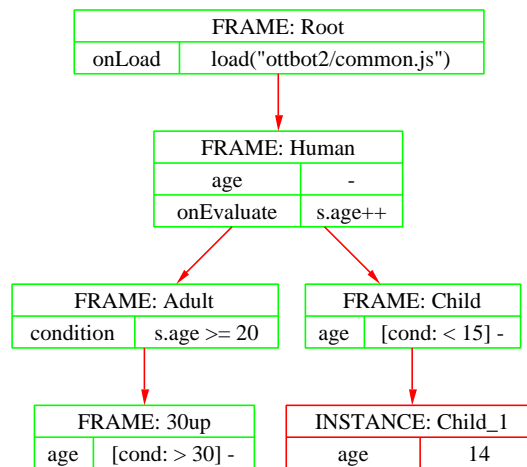 FRAME: Root
onLoad load("ottbot2/common.js")
FRAME: Human
age -
onEvaluate s.age++
FRAME: Adult
condition s.age >= 20
FRAME: Child
age [cond: < 15] -
FRAME: 30up
age [cond: > 30] -
INSTANCE: Child_1
age 14